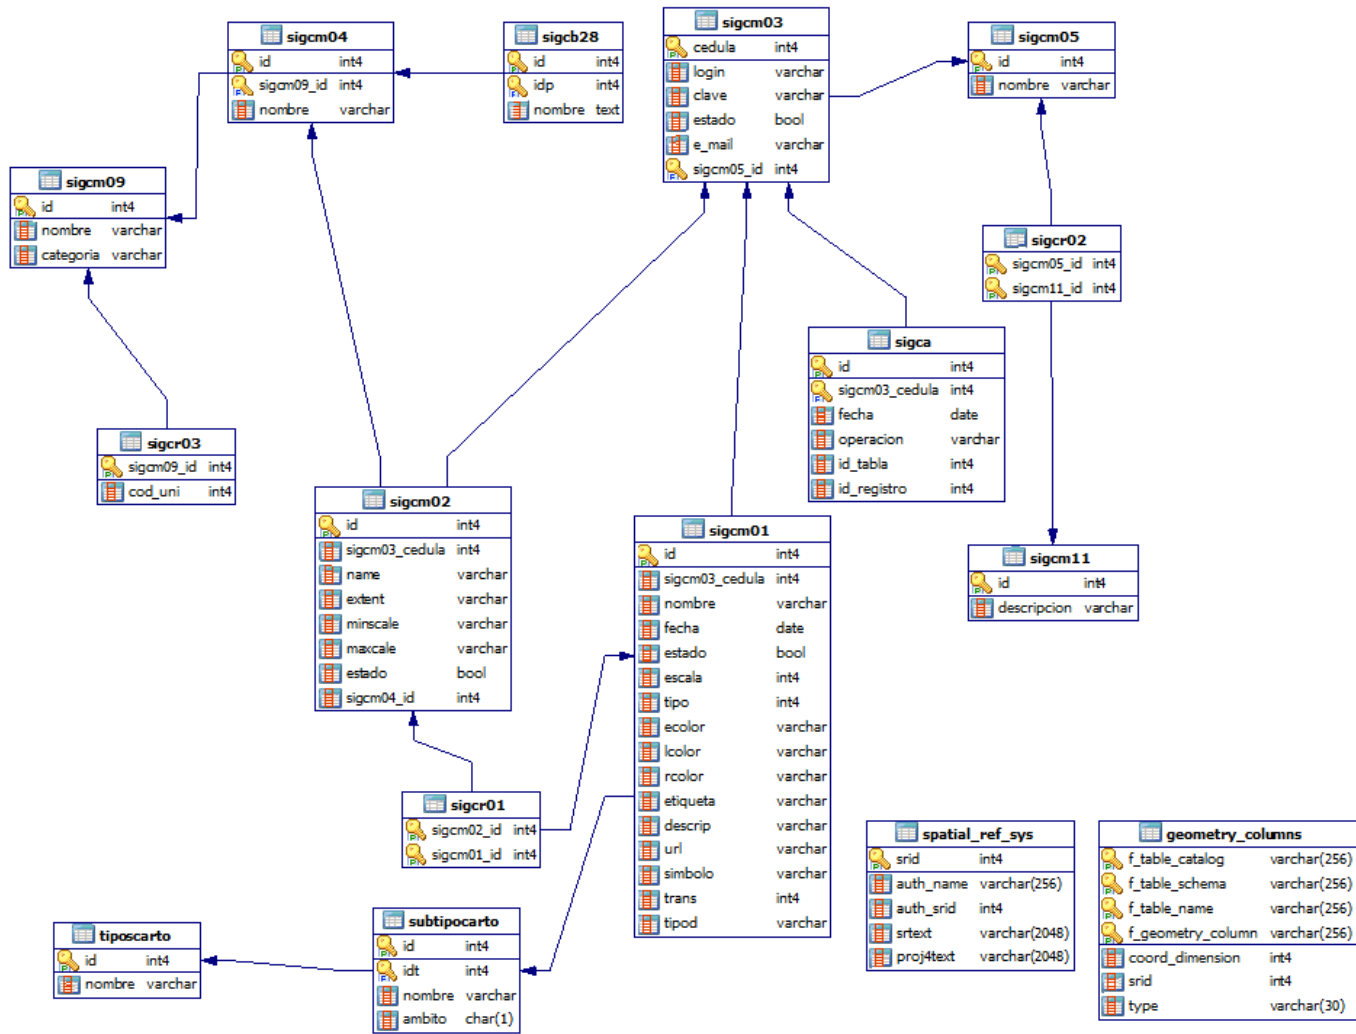 sigcm04
id int4
sigcm09_id int4
nombre varchar
sigcb28
id int4
idp int4
nombre text
sigcm03
cedula int4
login varchar
clave varchar
estado bool
e_mail varchar
sigcm05_id int4
sigcm05
id int4
nombre varchar
sigcm09
id int4
nombre varchar
categoria varchar
sigcr02
sigcm05_id int4
sigcm11_id int4
sigca
id int4
sigcm03_cedula int4
fecha date
operacion varchar
id_tabla int4
id_registro int4
sigcr03
sigcm09_id int4
cod_uni int4
sigcm02
id int4
sigcm03_cedula int4
name varchar
extent varchar
minscale varchar
maxcale varchar
estado bool
sigcm04_id int4
sigcm01
id int4
sigcm03_cedula int4
nombre varchar
fecha date
estado bool
escala int4
tipo int4
ecolor varchar
lcolor varchar
rcolor varchar
etiqueta varchar
descrip varchar
url varchar
simbolo varchar
trans int4
tipod varchar
sigcm11
id int4
descripcion varchar
sigcr01
sigcm02_id int4
sigcm01_id int4
spatial_ref_sys
srid int4
auth_name varchar(256)
auth_srid int4
srtext varchar(2048)
proj4text varchar(2048)
geometry_columns
f_table_catalog varchar(256)
f_table_schema varchar(256)
f_table_name varchar(256)
f_geometry_column varchar(256)
coord_dimension int4
srid int4
type varchar(30)
tiposcarto
id int4
nombre varchar
subtipocarto
id int4
idt int4
nombre varchar
ambito char(1)